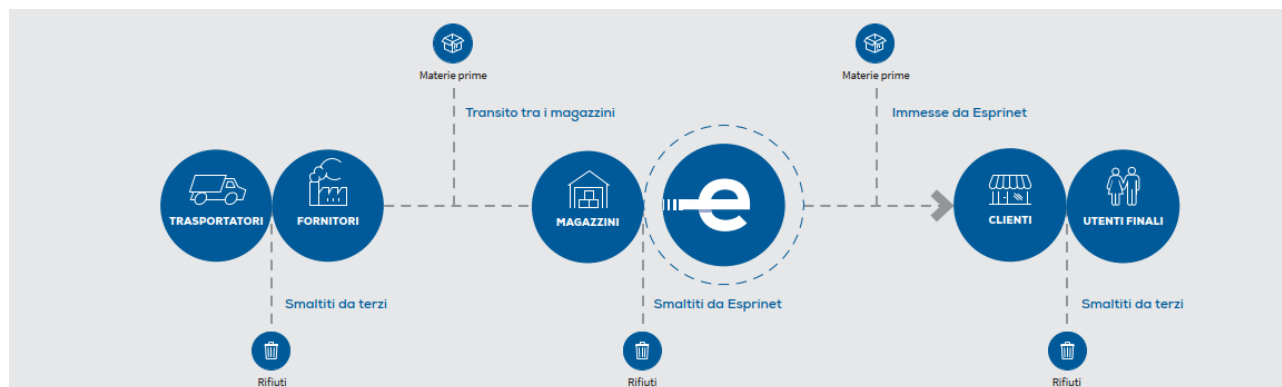 Materie prime
Materie prime
Transito tra i magazzini
Immesse da Esprinet
TRASPORTATORI
FORNITORI
MAGAZZINI
e
CLIENTI
UTENTI FINALI
Smaltiti da terzi
Smaltiti da Esprinet
Smaltiti da terzi
Rifiuti
Rifiuti
Rifiuti